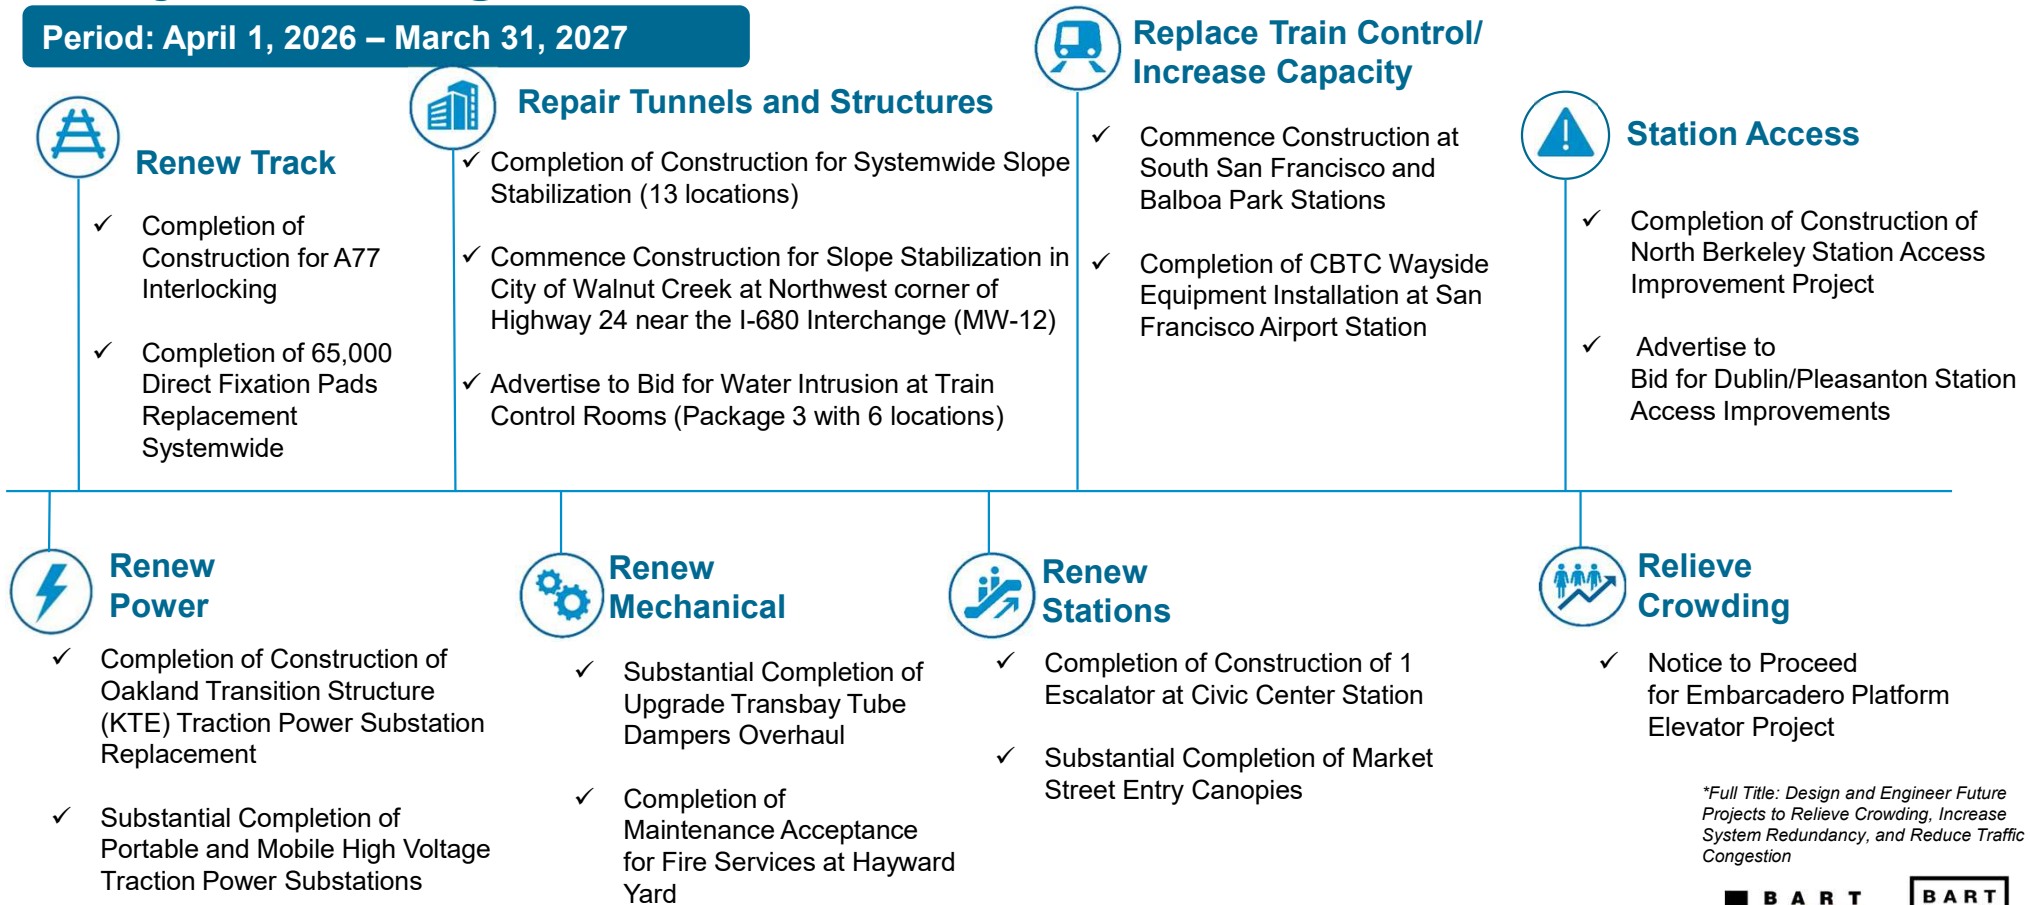 Period: April 1, 2026 – March 31, 2027
Renew Track
✓ Completion of
Construction for A77
Interlocking
✓ Completion of 65,000
Direct Fixation Pads
Replacement
Systemwide
Repair Tunnels and Structures
✓ Completion of Construction for Systemwide Slope
Stabilization (13 locations)
✓ Commence Construction for Slope Stabilization in
City of Walnut Creek at Northwest corner of
Highway 24 near the I-680 Interchange (MW-12)
✓ Advertise to Bid for Water Intrusion at Train
Control Rooms (Package 3 with 6 locations)
Replace Train Control/
Increase Capacity
✓ Commence Construction at
South San Francisco and
Balboa Park Stations
✓ Completion of CBTC Wayside
Equipment Installation at San
Francisco Airport Station
Station Access
✓ Completion of Construction of
North Berkeley Station Access
Improvement Project
✓ Advertise to
Bid for Dublin/Pleasanton Station
Access Improvements
Renew
Power
✓ Completion of Construction of
Oakland Transition Structure
(KTE) Traction Power Substation
Replacement
✓ Substantial Completion of
Portable and Mobile High Voltage
Traction Power Substations
Renew
Mechanical
✓ Substantial Completion of
Upgrade Transbay Tube
Dampers Overhaul
✓ Completion of
Maintenance Acceptance
for Fire Services at Hayward
Yard
Renew
Stations
✓ Completion of Construction of 1
Escalator at Civic Center Station
✓ Substantial Completion of Market
Street Entry Canopies
Relieve
Crowding
✓ Notice to Proceed
for Embarcadero Platform
Elevator Project
*Full Title: Design and Engineer Future
Projects to Relieve Crowding, Increase
System Redundancy, and Reduce Traffic
Congestion
BART
BART